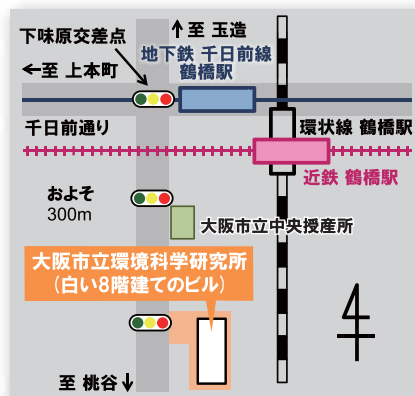 ↑至 玉造
下味原交差点
地下鉄 千日前線
鶴橋駅
←至 上本町
千日前通り
環状線 鶴橋駅
近鉄 鶴橋駅
およそ
300m
大阪市立中央授産所
大阪市立環境科学研究所
(白い8階建てのビル)
至 桃谷↓